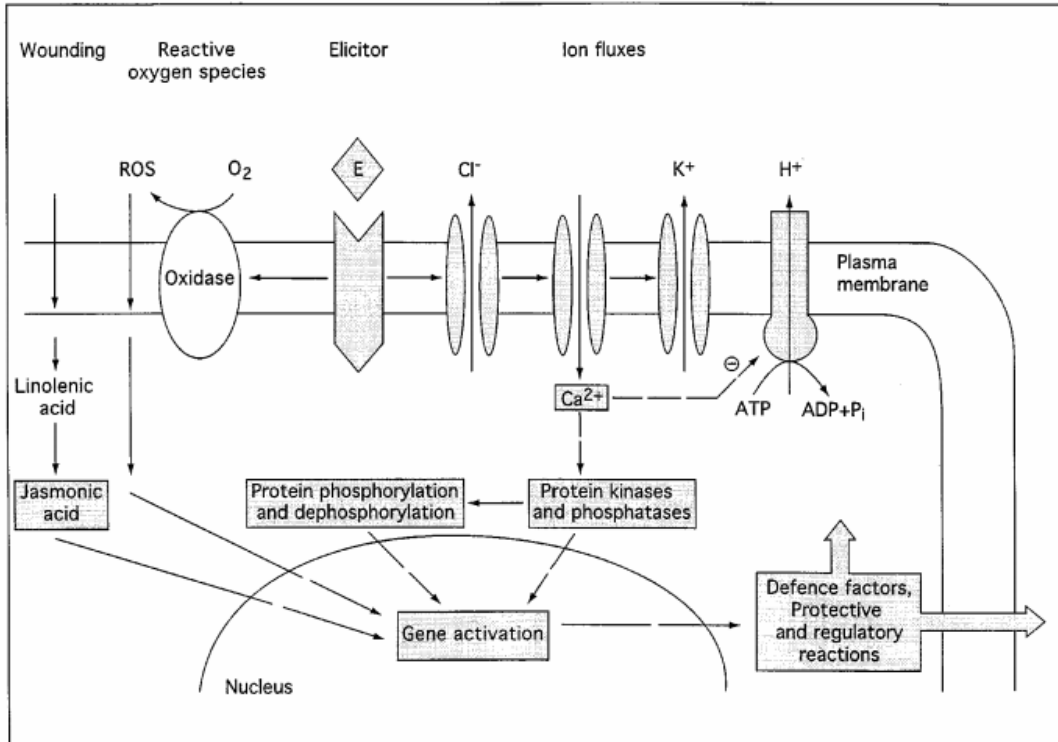 Wounding
Reactive
oxygen species
Elicitor
Ion fluxes
ROS
O2
E
Cl-
K+
H+
Oxidase
Plasma
membrane
Linolenic
acid
Ca2+
⊖
ATP
ADP+Pi
Jasmonic
acid
Protein phosphorylation
and dephosphorylation
Protein kinases
and phosphatases
Gene activation
Defence factors,
Protective
and regulatory
reactions
Nucleus